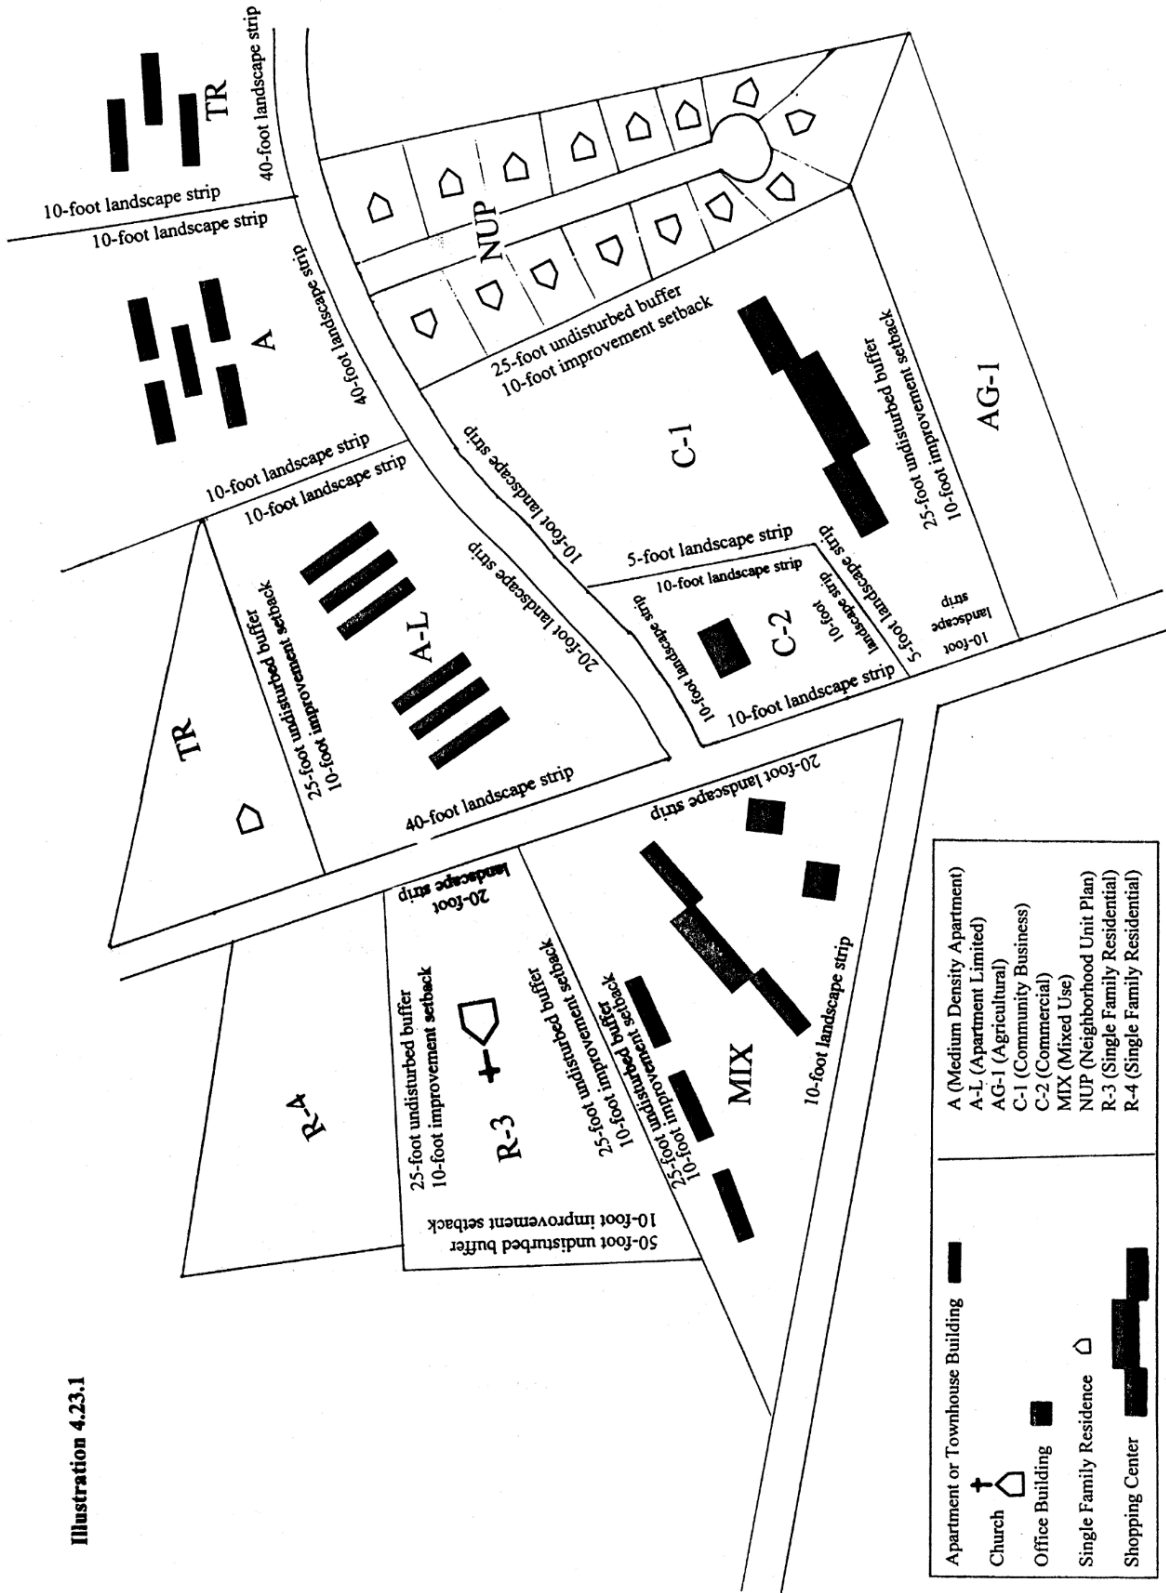 Illustration 4.23.1
10-foot landscape strip
TR
40-foot landscape strip
10-foot landscape strip
A
40-foot landscape strip
10-foot landscape strip
10-foot landscape strip
TR
25-foot undisturbed buffer
10-foot improvement setback
A-L
20-foot landscape strip
40-foot landscape strip
NUP
25-foot undisturbed buffer
10-foot improvement setback
10-foot landscape strip
C-1
5-foot landscape strip
5-foot landscape strip
25-foot undisturbed buffer
10-foot improvement setback
10-foot
landscape
strip
AG-1
10-foot landscape strip
10-foot landscape strip
C-2
10-foot
landscape strip
10-foot landscape strip
R-4
20-foot
landscape strip
25-foot undisturbed buffer
10-foot improvement setback
R-3
25-foot undisturbed buffer
10-foot improvement setback
50-foot undisturbed buffer
10-foot improvement setback
25-foot undisturbed buffer
10-foot improvement setback
MIX
20-foot landscape
strip
10-foot landscape strip
Apartment or Townhouse Building
Church
Office Building
Single Family Residence
Shopping Center
A (Medium Density Apartment)
A-L (Apartment Limited)
AG-1 (Agricultural)
C-1 (Community Business)
C-2 (Commercial)
MIX (Mixed Use)
NUP (Neighborhood Unit Plan)
R-3 (Single Family Residential)
R-4 (Single Family Residential)